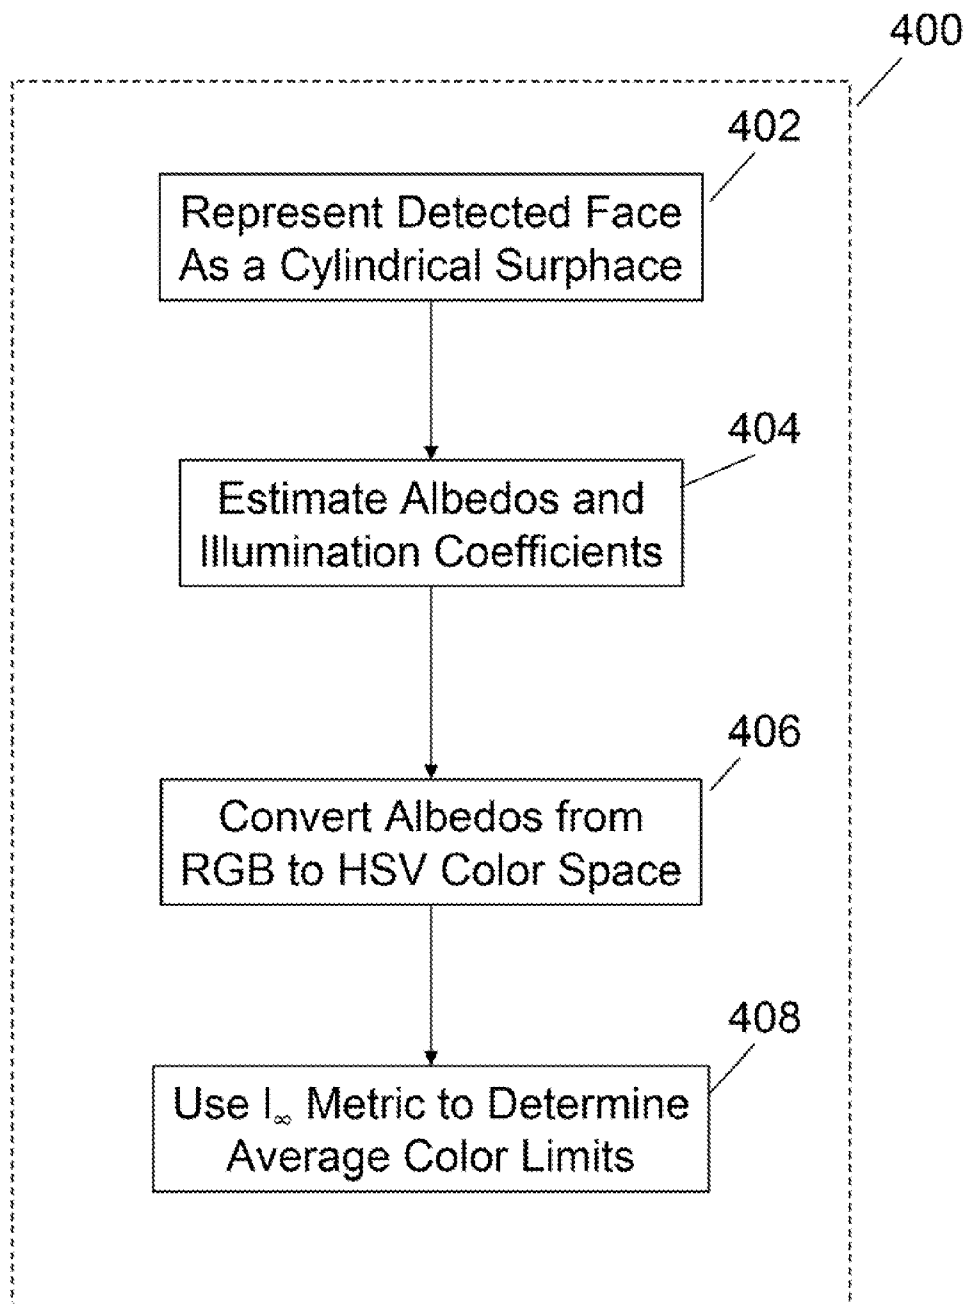 400
402
Represent Detected Face
As a Cylindrical Surphace
404
Estimate Albedos and
Illumination Coefficients
406
Convert Albedos from
RGB to HSV Color Space
408
Use l∞ Metric to Determine
Average Color Limits